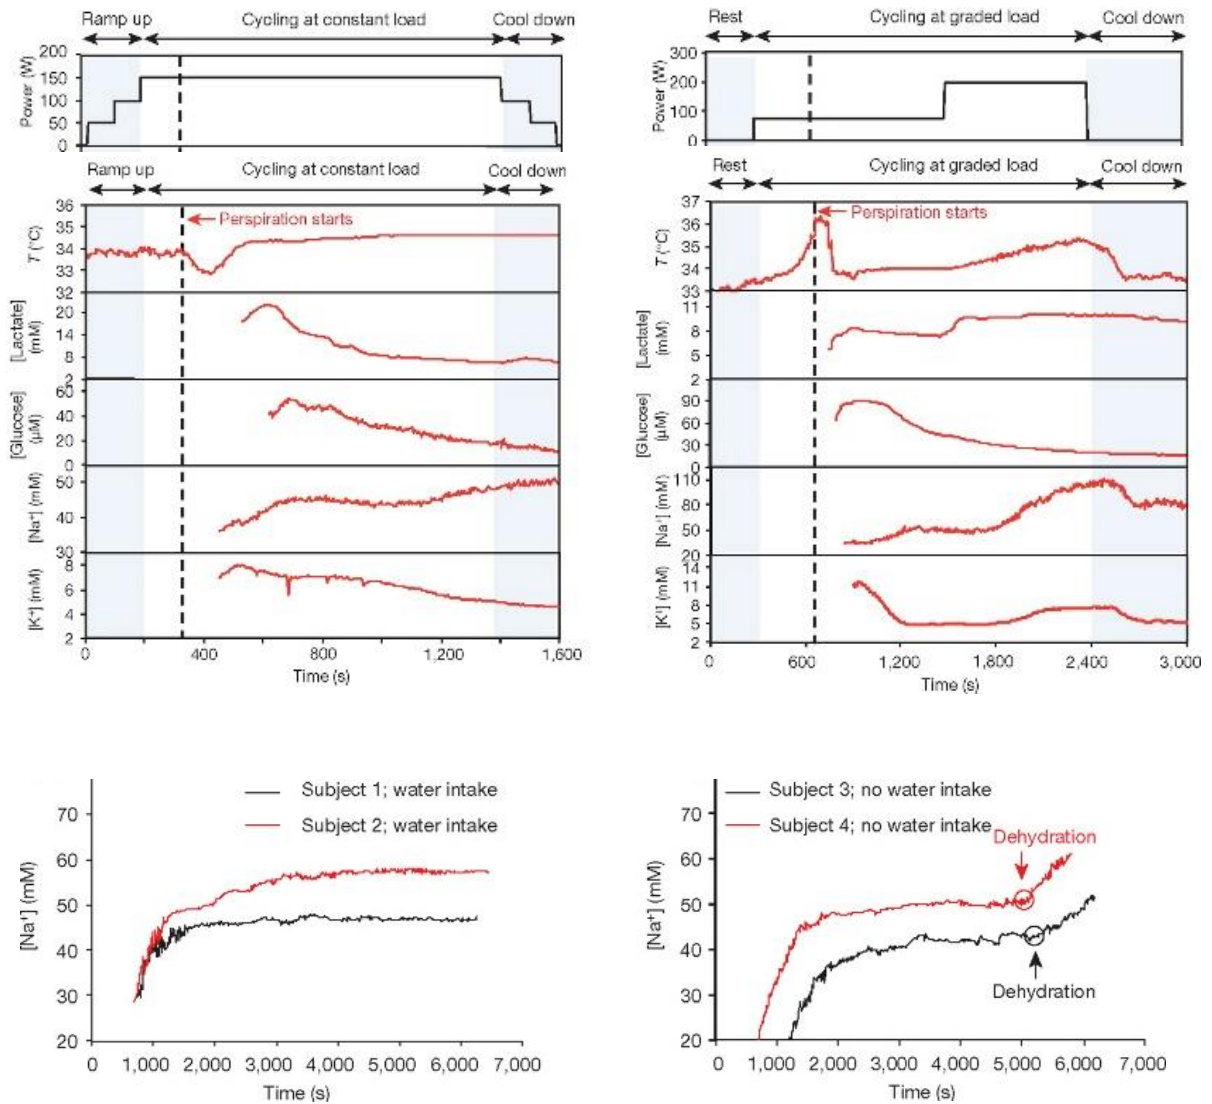 Ramp up Cycling at constant load Cool down
Power (W)
200
150
100
50
0
Ramp up Cycling at constant load Cool down
Perspiration starts
T (°C)
36
35
34
33
32
[Lactate] (mM)
20
14
8
2
[Glucose] (µM)
60
40
20
0
[Na⁺] (mM)
60
40
30
[K⁺] (mM)
8
6
4
2
0 400 800 1,200 1,600
Time (s)
Rest Cycling at graded load Cool down
Power (W)
300
200
100
0
Rest Cycling at graded load Cool down
Perspiration starts
T (°C)
37
36
34
33
[Lactate] (mM)
11
8
5
2
[Glucose] (µM)
90
60
30
0
[Na⁺] (mM)
110
80
50
20
[K⁺] (mM)
14
11
8
5
2
0 600 1,200 1,800 2,400 3,000
Time (s)
Subject 1; water intake
Subject 2; water intake
[Na⁺] (mM)
70
60
50
40
30
20
0 1,000 2,000 3,000 4,000 5,000 6,000 7,000
Time (s)
Subject 3; no water intake
Subject 4; no water intake
Dehydration
Dehydration
[Na⁺] (mM)
70
60
50
40
30
20
0 1,000 2,000 3,000 4,000 5,000 6,000 7,000
Time (s)